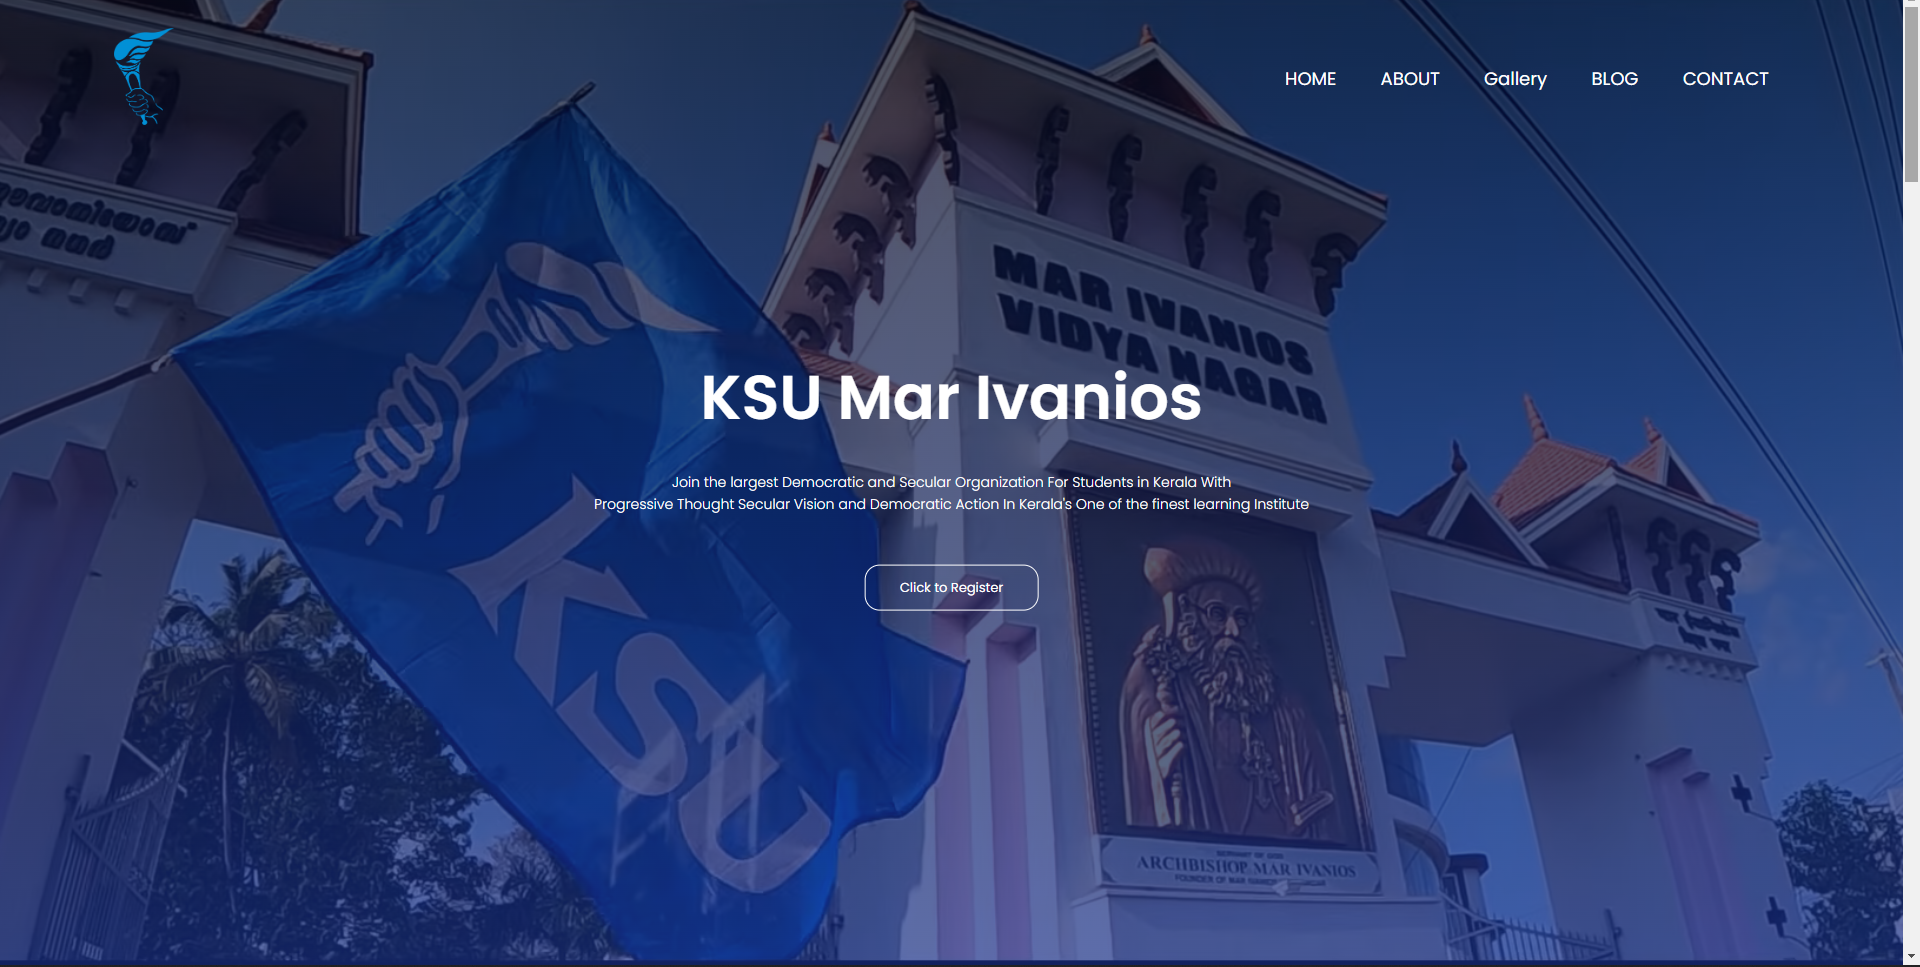 HOME ABOUT Gallery BLOG CONTACT
MAR IVANIOS
VIDYA NAGAR
KSU Mar Ivanios
Join the largest Democratic and Secular Organization For Students in Kerala With
Progressive Thought Secular Vision and Democratic Action In Kerala's One of the finest learning Institute
Click to Register
KSU
ARCHBISHOP MAR IVANIOS